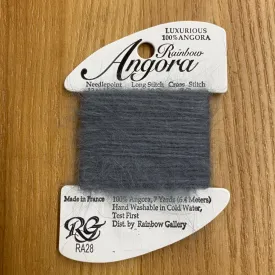 LUXURIOUS
100% ANGORA
Rainbow
Angora
Needlepoint Long Stitch Cross Stitch
Made in France
100% Angora, 7 Yards (6.4 Meters)
Hand Washable in Cold Water,
Test First
Dist. by Rainbow Gallery
RG
RA28